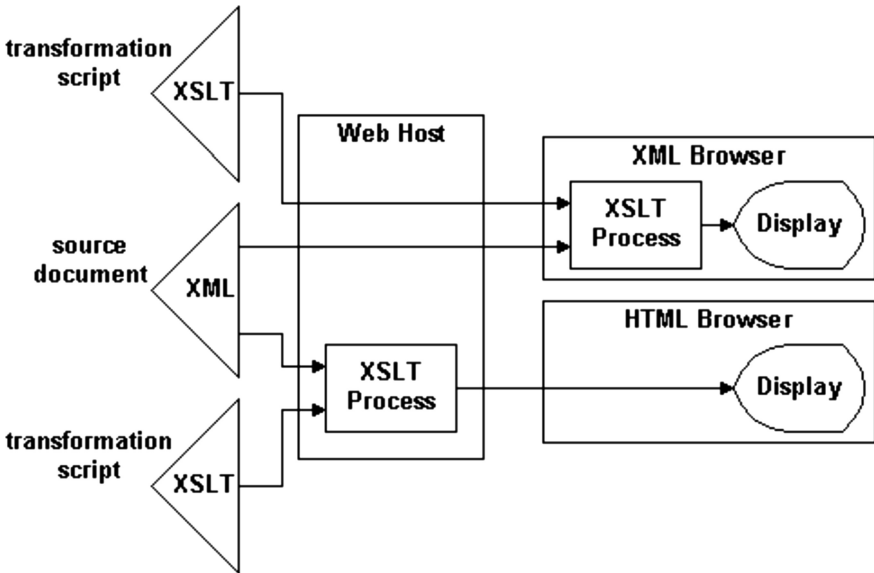 transformation
script
XSLT
Web Host
XML Browser
XSLT
Process
Display
source
document
XML
HTML Browser
XSLT
Process
Display
transformation
script
XSLT